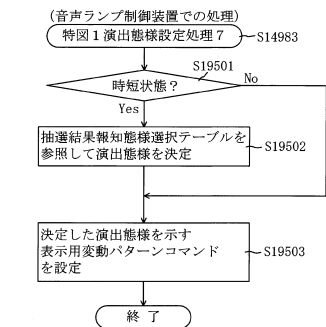 (音声ランプ制御装置での処理)
特図1演出態様設定処理7
S14983
S19501
時短状態?
No
Yes
抽選結果報知態様選択テーブルを
参照して演出態様を決定
S19502
決定した演出態様を示す
表示用変動パターンコマンド
を設定
S19503
終了